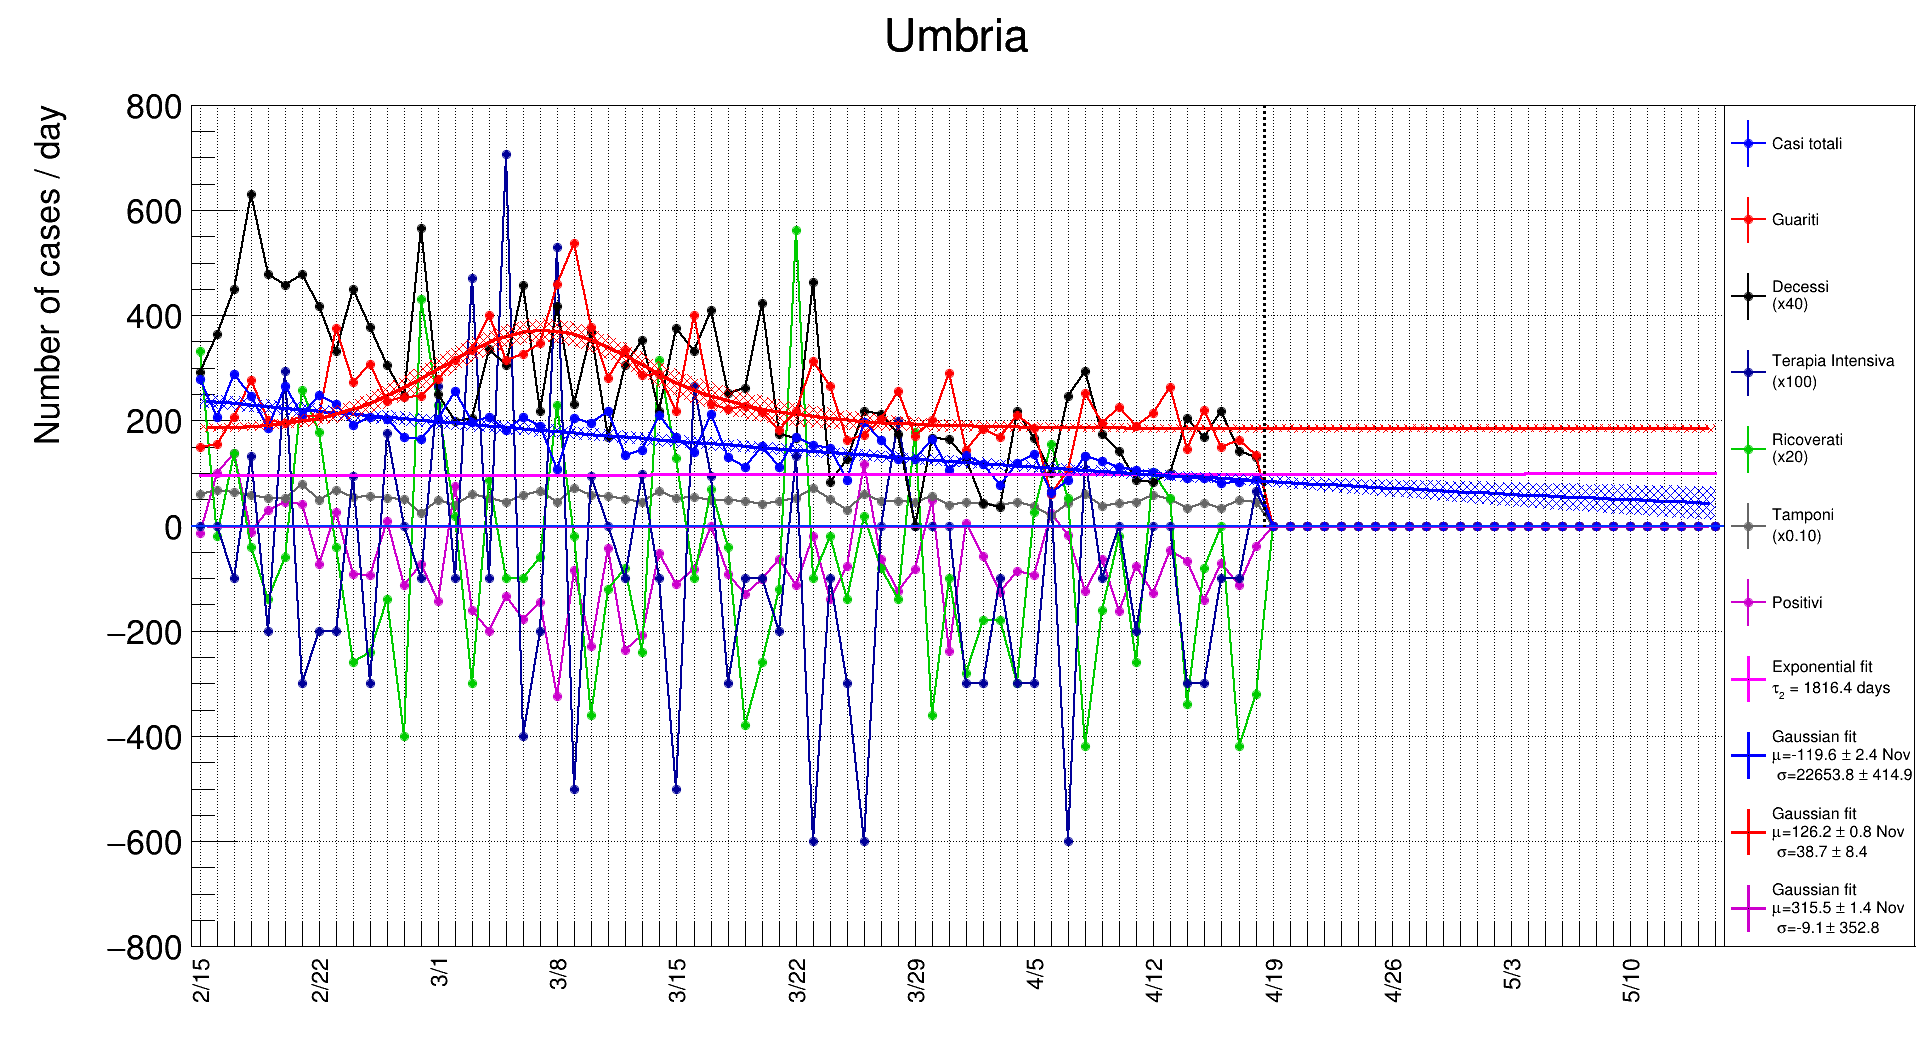 Umbria
Number of cases / day
800
600
400
200
0
−200
−400
−600
−800
2/15
2/22
3/1
3/8
3/15
3/22
3/29
4/5
4/12
4/19
4/26
5/3
5/10
Casi totali
Guariti
Decessi
(x40)
Terapia Intensiva
(x100)
Ricoverati
(x20)
Tamponi
(x0.10)
Positivi
Exponential fit
τ2 = 1816.4 days
Gaussian fit
μ=-119.6 ± 2.4 Nov
σ=22653.8 ± 414.9
Gaussian fit
μ=126.2 ± 0.8 Nov
σ=38.7 ± 8.4
Gaussian fit
μ=315.5 ± 1.4 Nov
σ=-9.1 ± 352.8